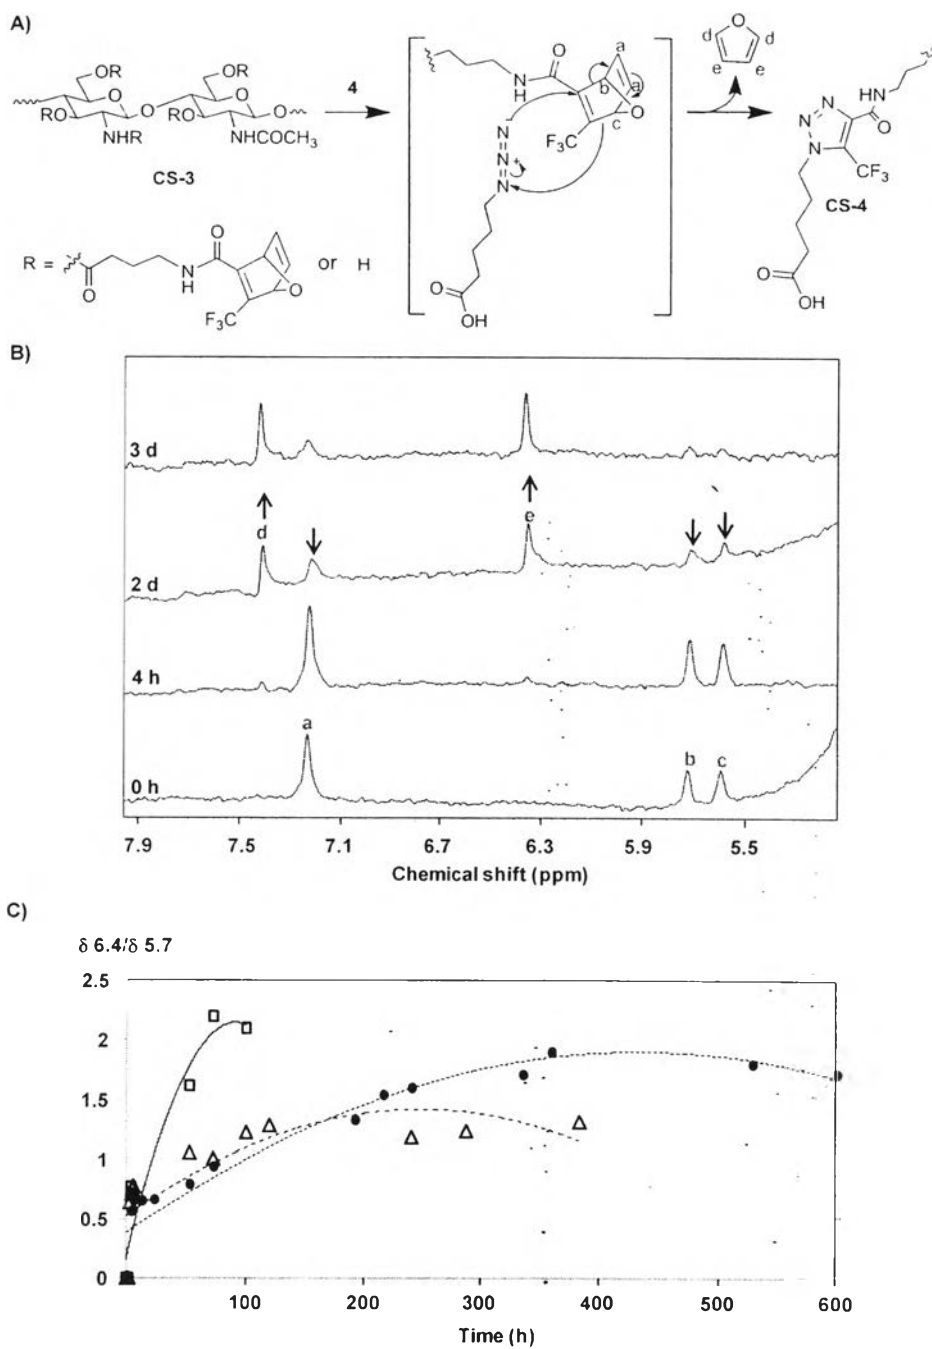 A)
OR
RO
NHR
O
OR
RO
NHCOCH3
O
CS-3
4
N
H
O
a
a
b
c
O
F3C
N
N
+
N
O
OH
d
O
d
e
e
N
N
N
HN
O
CF3
CS-4
O
OH
R =
O
N
H
O
O
F3C
or H
B)
3 d
d
e
2 d
4 h
a
b
c
0 h
7.9
7.5
7.1
6.7
6.3
5.9
5.5
Chemical shift (ppm)
C)
δ 6.4/δ 5.7
2.5
2
1.5
1
0.5
0
100
200
300
400
500
600
Time (h)